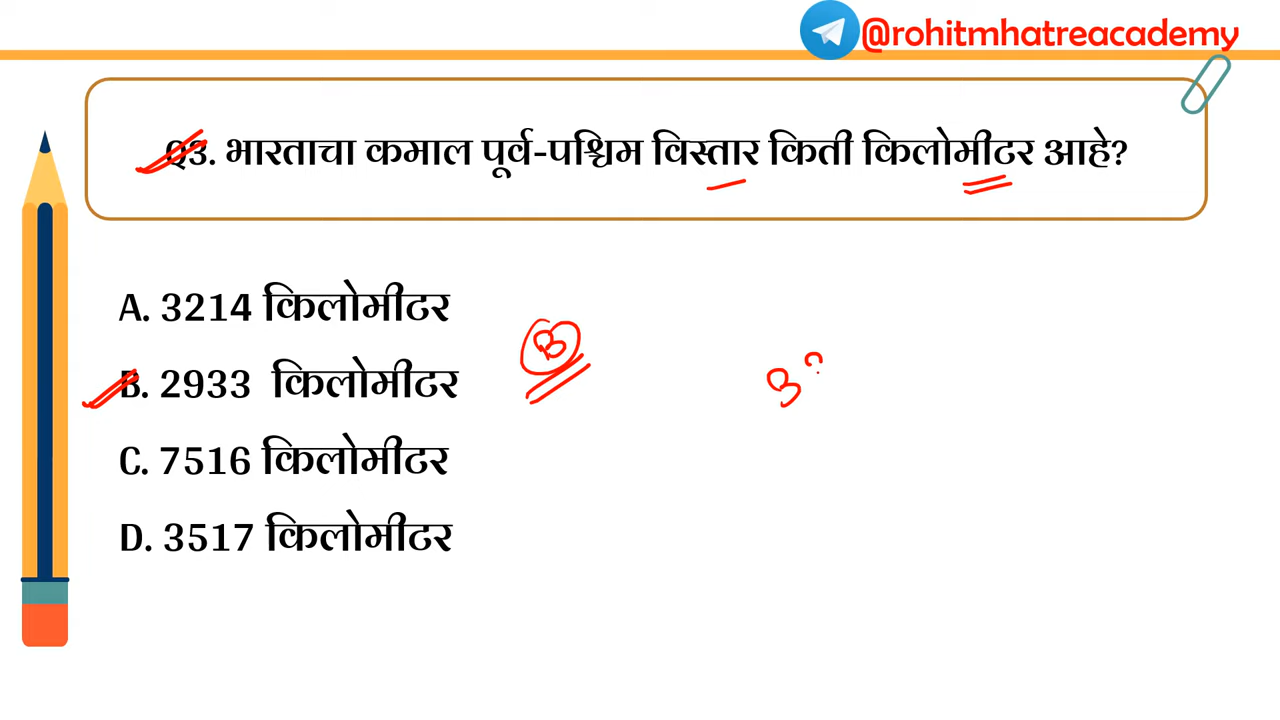 @rohitmhatreacademy
Q3. भारताचा कमाल पूर्व-पश्चिम विस्तार किती किलोमीटर आहे?
A. 3214 किलोमीटर
B
B. 2933 किलोमीटर
C. 7516 किलोमीटर
D. 3517 किलोमीटर